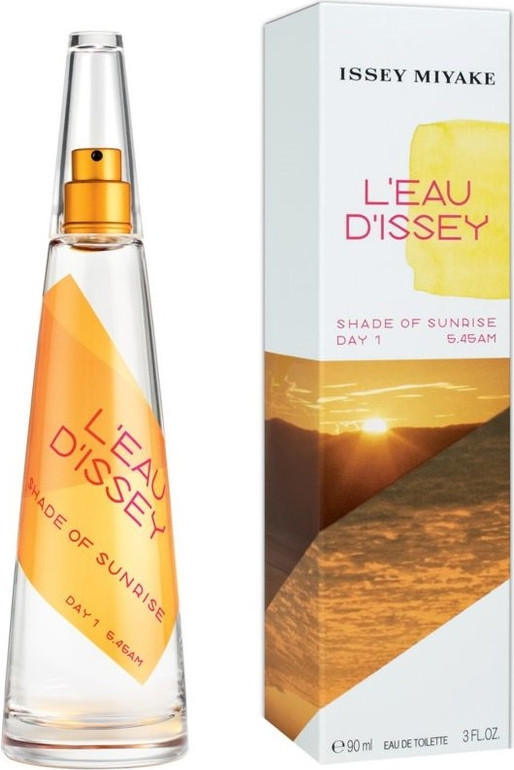 L'EAU
D'ISSEY
SHADE OF SUNRISE
DAY 1 5.45AM
ISSEY MIYAKE
L'EAU
D'ISSEY
SHADE OF SUNRISE
DAY 1 5.45AM
℮ 90 ml EAU DE TOILETTE 3 FL.OZ.